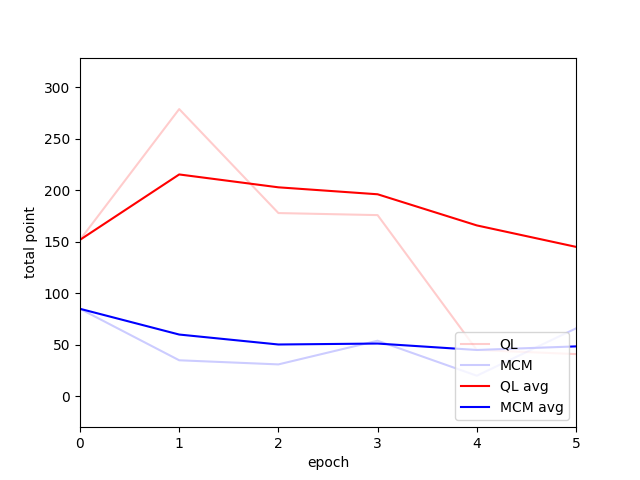 300
250
200
150
100
50
0
total point
0 1 2 3 4 5
epoch
QL
MCM
QL avg
MCM avg